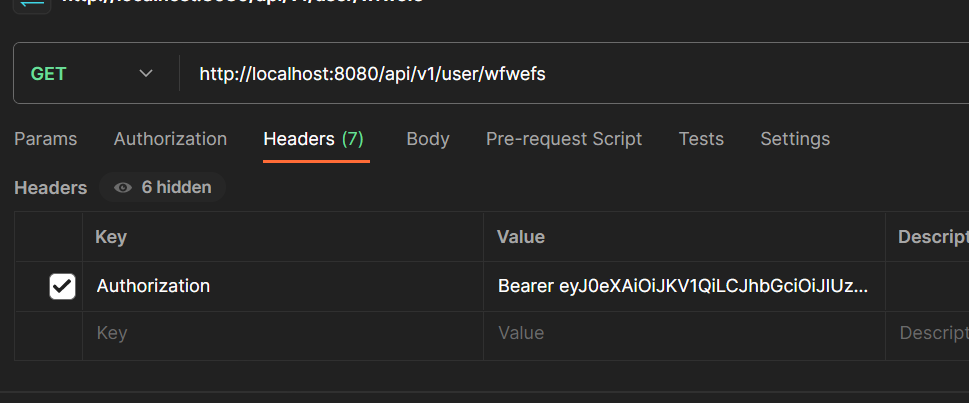 GET http://localhost:8080/api/v1/user/wfwefs
Params Authorization Headers (7) Body Pre-request Script Tests Settings
Headers 6 hidden
Key Value Descript
Authorization Bearer eyJ0eXAiOiJKV1QiLCJhbGciOiJIUz...
Key Value Descript